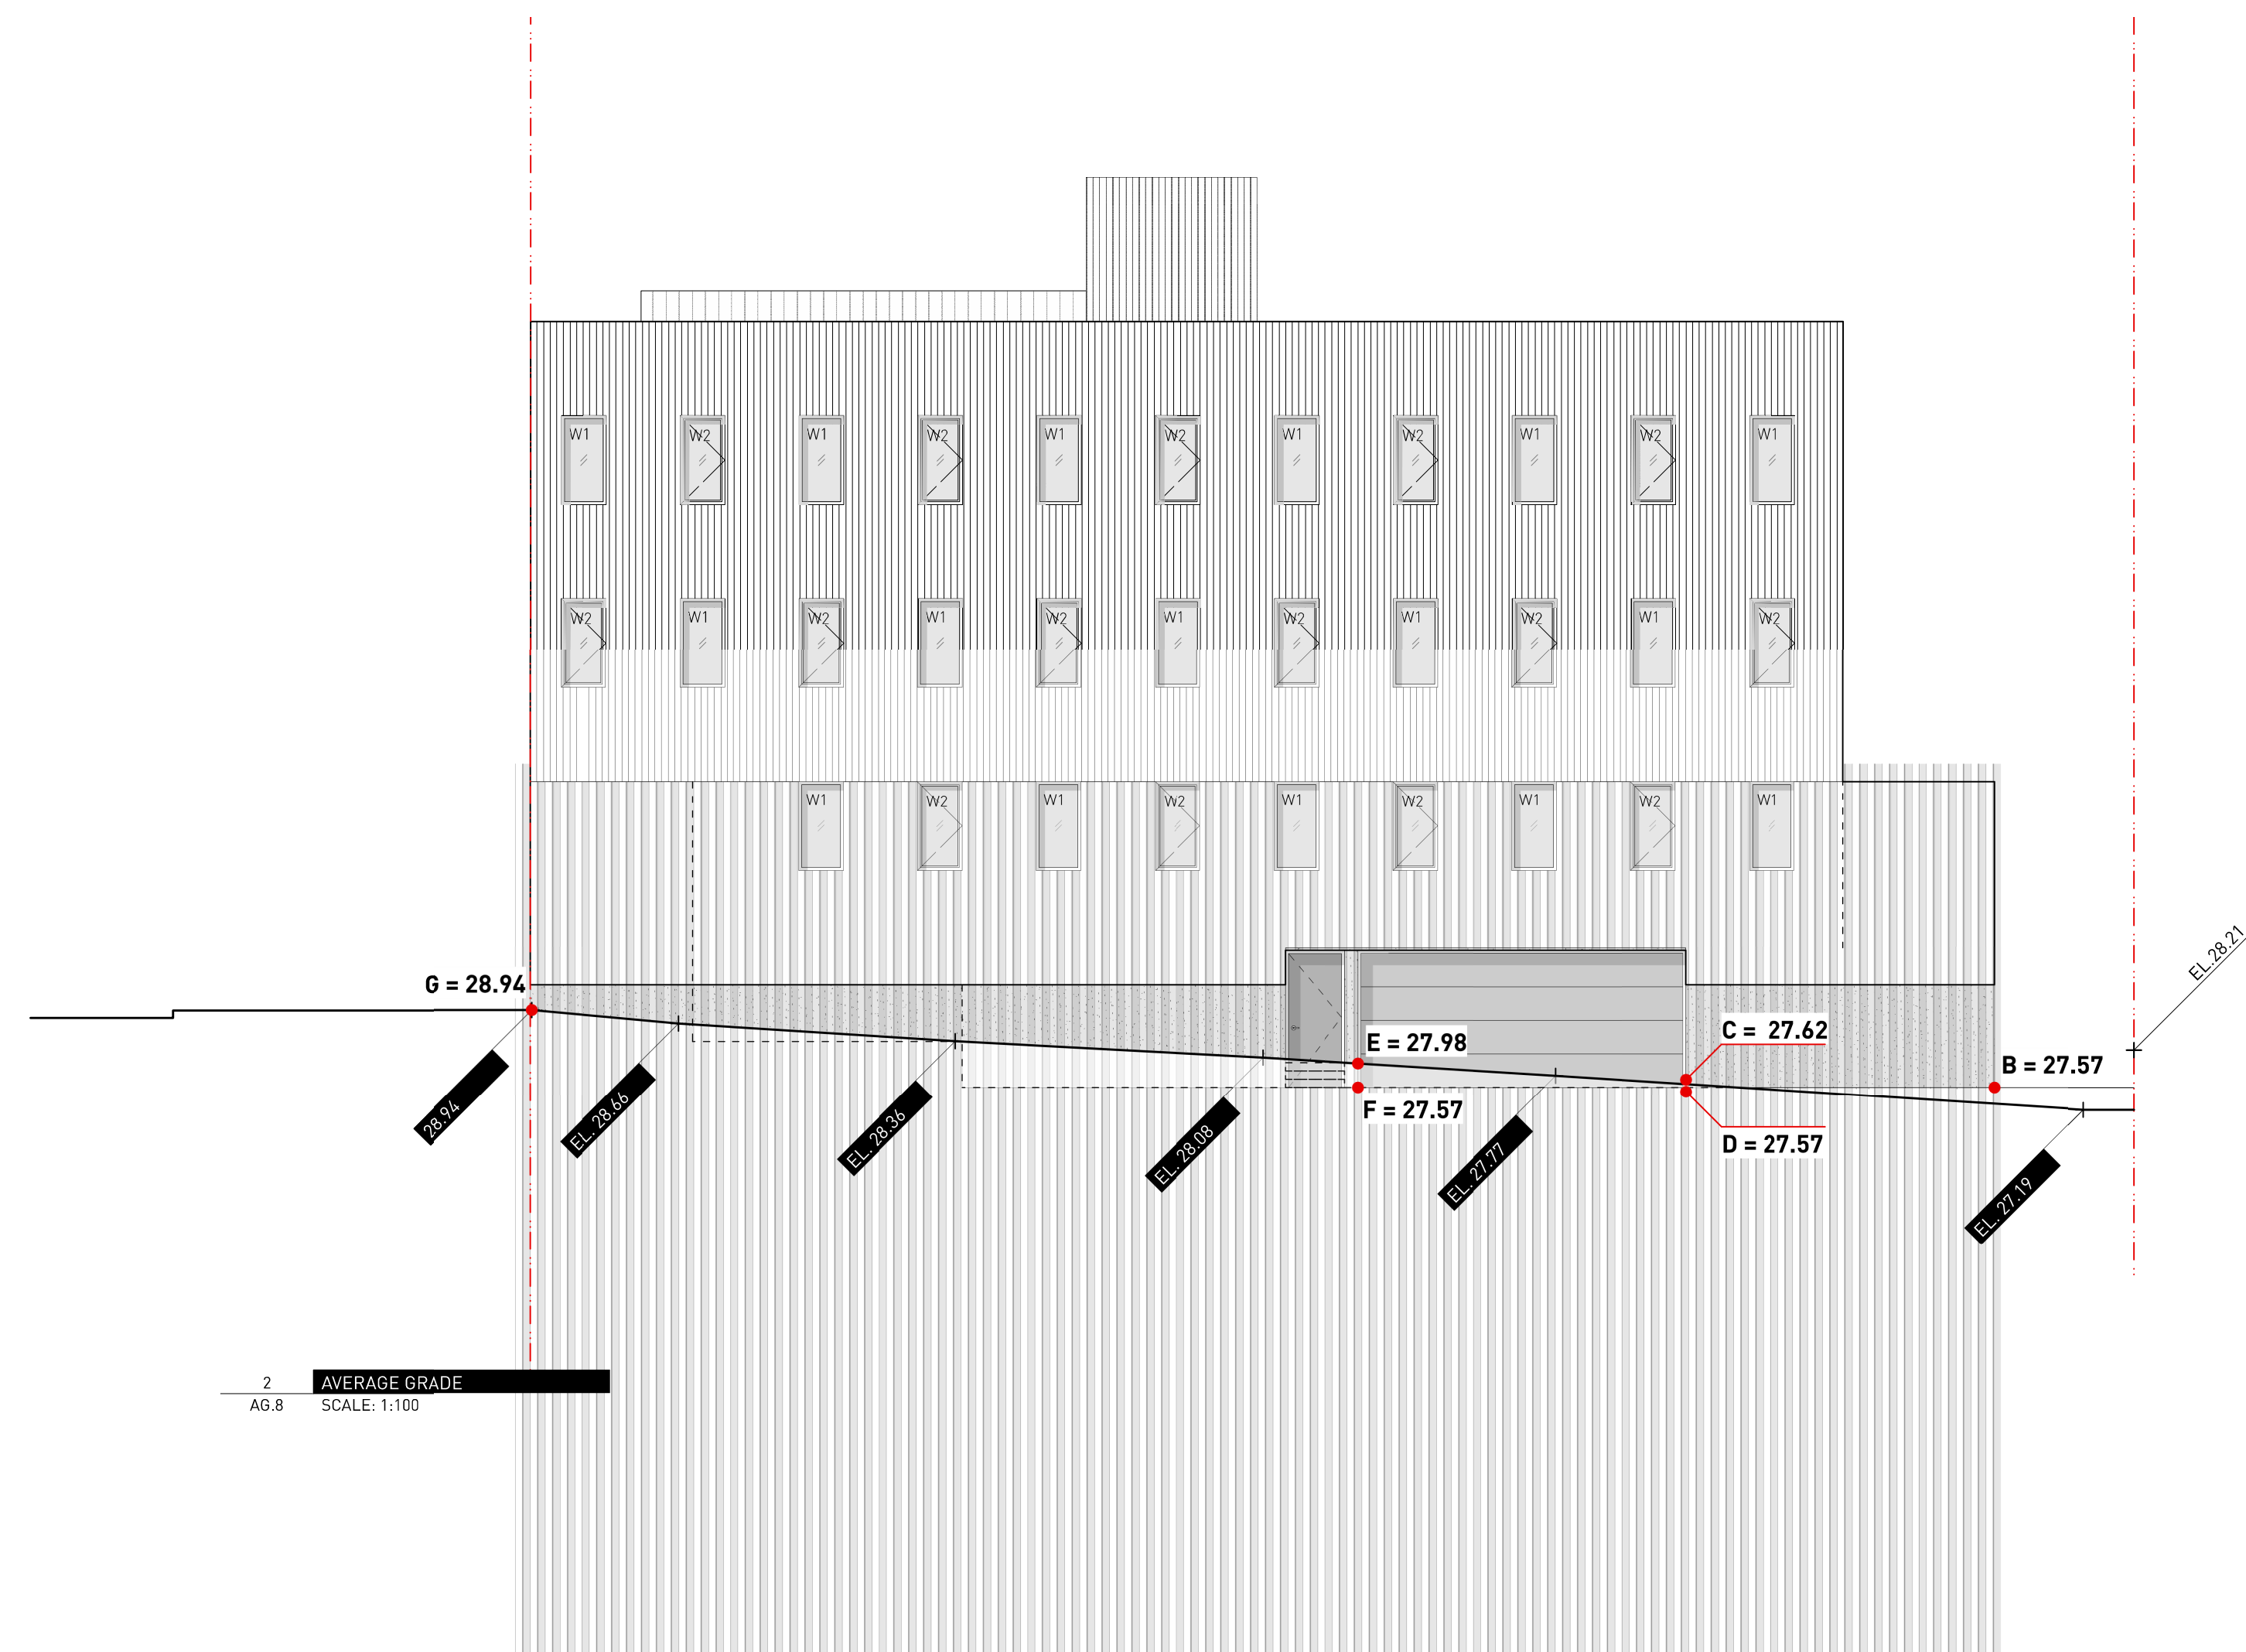 W1 W2 W1 W2 W1 W2 W1 W2 W1 W2 W1
W2 W1 W2 W1 W2 W1 W2 W1 W2 W1 W2
W1 W2 W1 W2 W1 W2 W1 W2 W1
EL.28.21
G = 28.94
E = 27.98
C = 27.62
B = 27.57
F = 27.57
D = 27.57
28.94
EL. 28.66
EL. 28.36
EL. 28.08
EL. 27.77
EL. 27.19
2
AVERAGE GRADE
AG.8
SCALE: 1:100